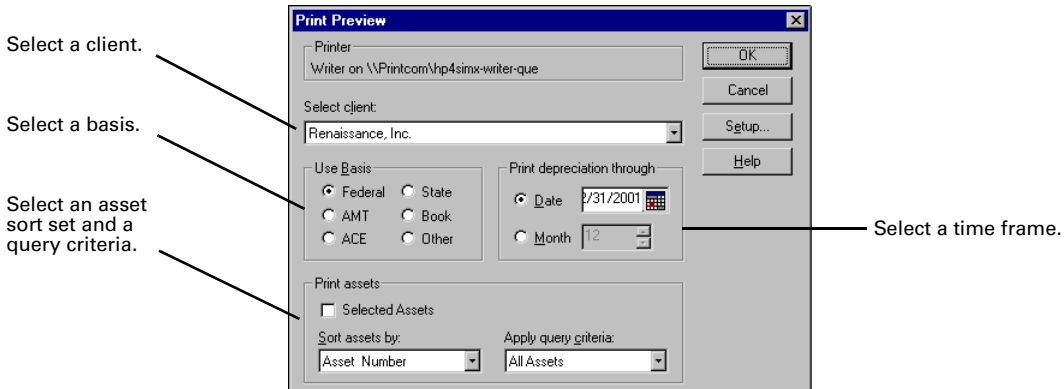 Print Preview
Select a client.
Printer
Writer on \\Printcom\hp4simx-writer-que
OK
Cancel
Select client:
Renaissance, Inc.
Setup...
Help
Select a basis.
Use Basis
Federal State
AMT Book
ACE Other
Print depreciation through
Date 2/31/2001
Month 12
Select a time frame.
Select an asset
sort set and a
query criteria.
Print assets
Selected Assets
Sort assets by:
Asset Number
Apply query criteria:
All Assets